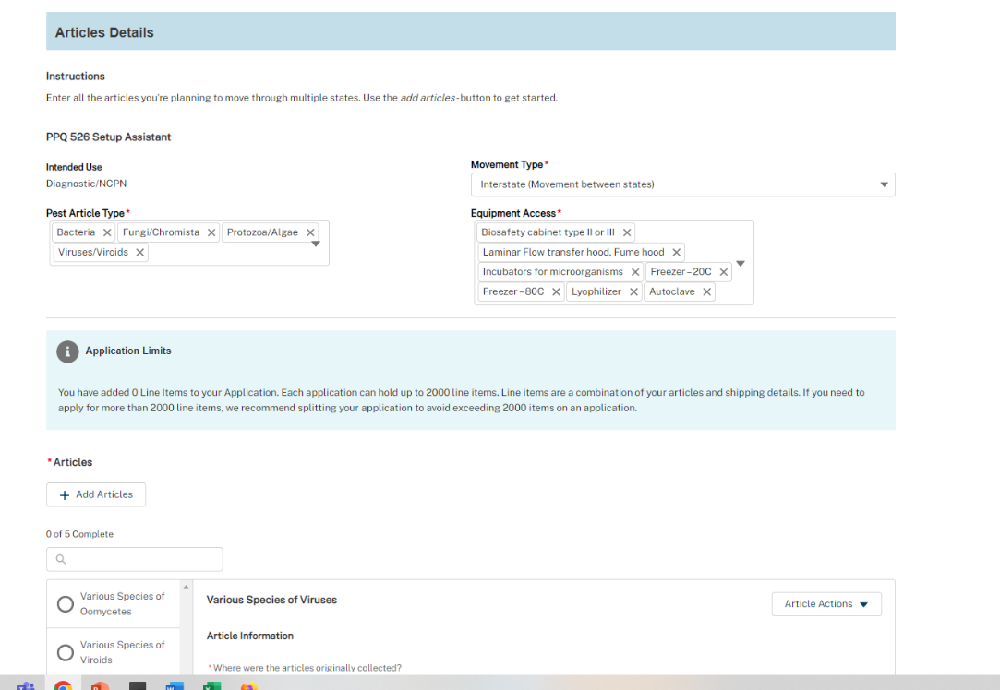 Articles Details
Instructions
Enter all the articles you're planning to move through multiple states. Use the add articles-button to get started.
PPQ 526 Setup Assistant
Intended Use
Diagnostic/NCPN
Movement Type*
Interstate (Movement between states)
Pest Article Type*
Bacteria × Fungi/Chromista × Protozoa/Algae ×
Viruses/Viroids ×
Equipment Access*
Biosafety cabinet type II or III ×
Laminar Flow transfer hood, Fume hood ×
Incubators for microorganisms × Freezer–20C ×
Freezer–80C × Lyophilizer × Autoclave ×
Application Limits
You have added 0 Line Items to your Application. Each application can hold up to 2000 line items. Line items are a combination of your articles and shipping details. If you need to
apply for more than 2000 line items, we recommend splitting your application to avoid exceeding 2000 items on an application.
*Articles
+ Add Articles
0 of 5 Complete
Various Species of
Oomycetes
Various Species of
Viroids
Various Species of Viruses
Article Actions
Article Information
*Where were the articles originally collected?